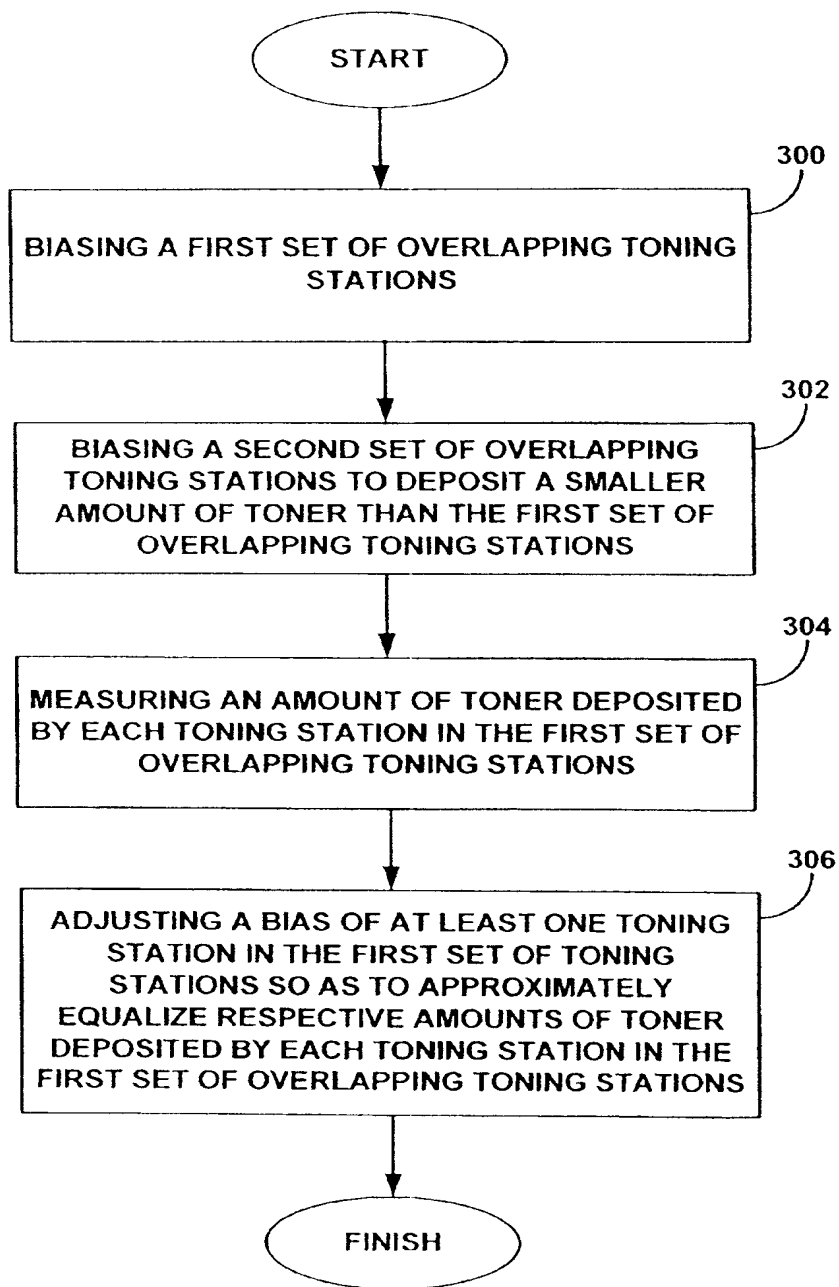 START
300
BIASING A FIRST SET OF OVERLAPPING TONING
STATIONS
302
BIASING A SECOND SET OF OVERLAPPING
TONING STATIONS TO DEPOSIT A SMALLER
AMOUNT OF TONER THAN THE FIRST SET OF
OVERLAPPING TONING STATIONS
304
MEASURING AN AMOUNT OF TONER DEPOSITED
BY EACH TONING STATION IN THE FIRST SET OF
OVERLAPPING TONING STATIONS
306
ADJUSTING A BIAS OF AT LEAST ONE TONING
STATION IN THE FIRST SET OF TONING
STATIONS SO AS TO APPROXIMATELY
EQUALIZE RESPECTIVE AMOUNTS OF TONER
DEPOSITED BY EACH TONING STATION IN THE
FIRST SET OF OVERLAPPING TONING STATIONS
FINISH